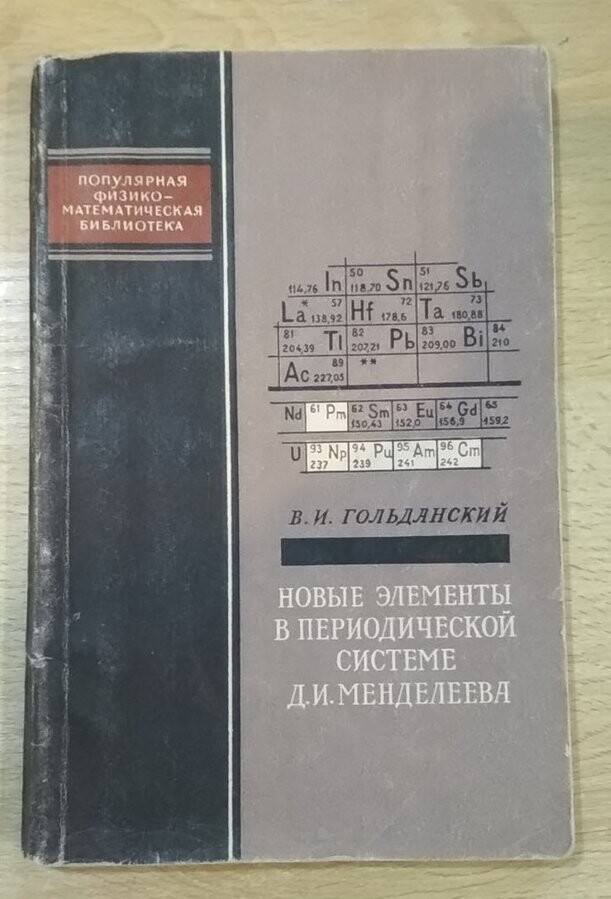 ПОПУЛЯРНАЯ
ФИЗИКО–
МАТЕМАТИЧЕСКАЯ
БИБЛИОТЕКА
114,76 In 50 118,70 Sn 51 121,76 Sb
La * 57 138,92 Hf 72 178,6 Ta 73 180,88
81 204,39 Tl 82 207,21 Pb 83 209,00 Bi 84 210
Ac 89 227,05 **
Nd 61 Pm 62 Sm 150,43 63 Eu 152,0 64 Gd 156,9 65 159,2
U 93 Np 237 94 Pu 239 95 Am 241 96 Cm 242
В. И. ГОЛЬДАНСКИЙ
НОВЫЕ ЭЛЕМЕНТЫ
В ПЕРИОДИЧЕСКОЙ
СИСТЕМЕ
Д. И. МЕНДЕЛЕЕВА